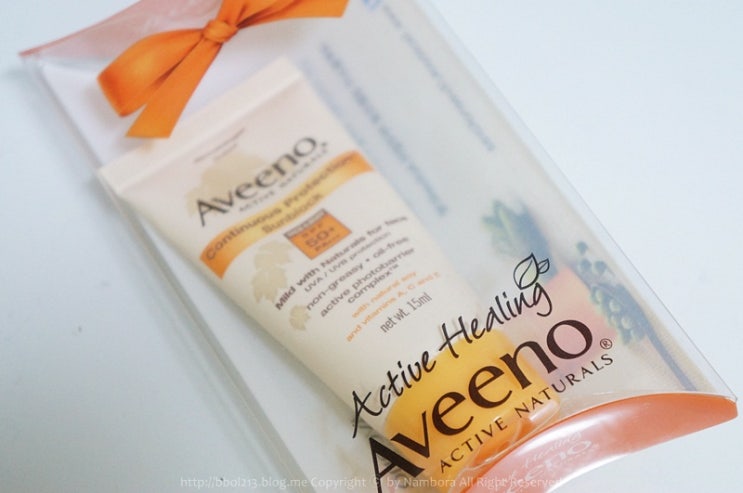 Aveeno®
ACTIVE NATURALS
Continuous Protection
Sunblock
SPF
50+
Mild with Naturals for face
UVA / UVB protection
non-greasy • oil-free
active photobarrier
complex™
with natural soy
and vitamins A, C and E
net wt. 15ml
Active Healing
Aveeno®
ACTIVE NATURALS
http://bbol213.blog.me Copyright © by Nambora All Right Reserved